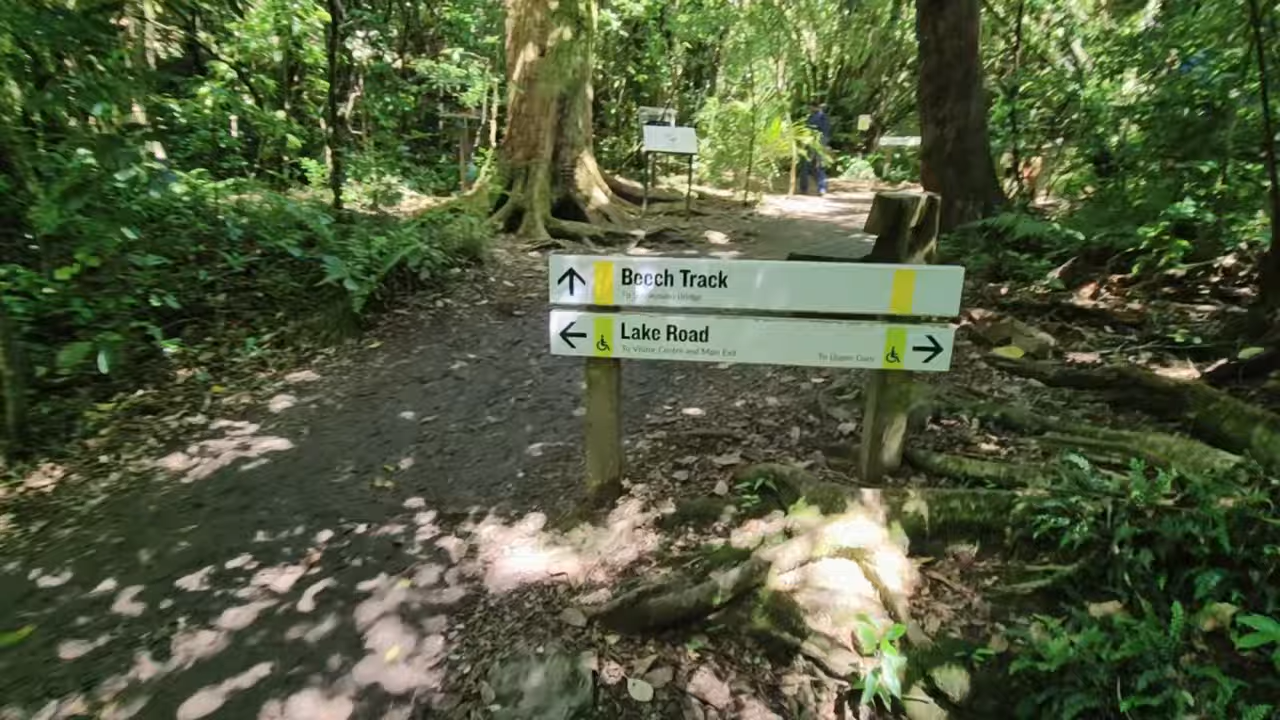 Beech Track
Lake Road
To Visitor Centre and Main Exit
To Upper Dam